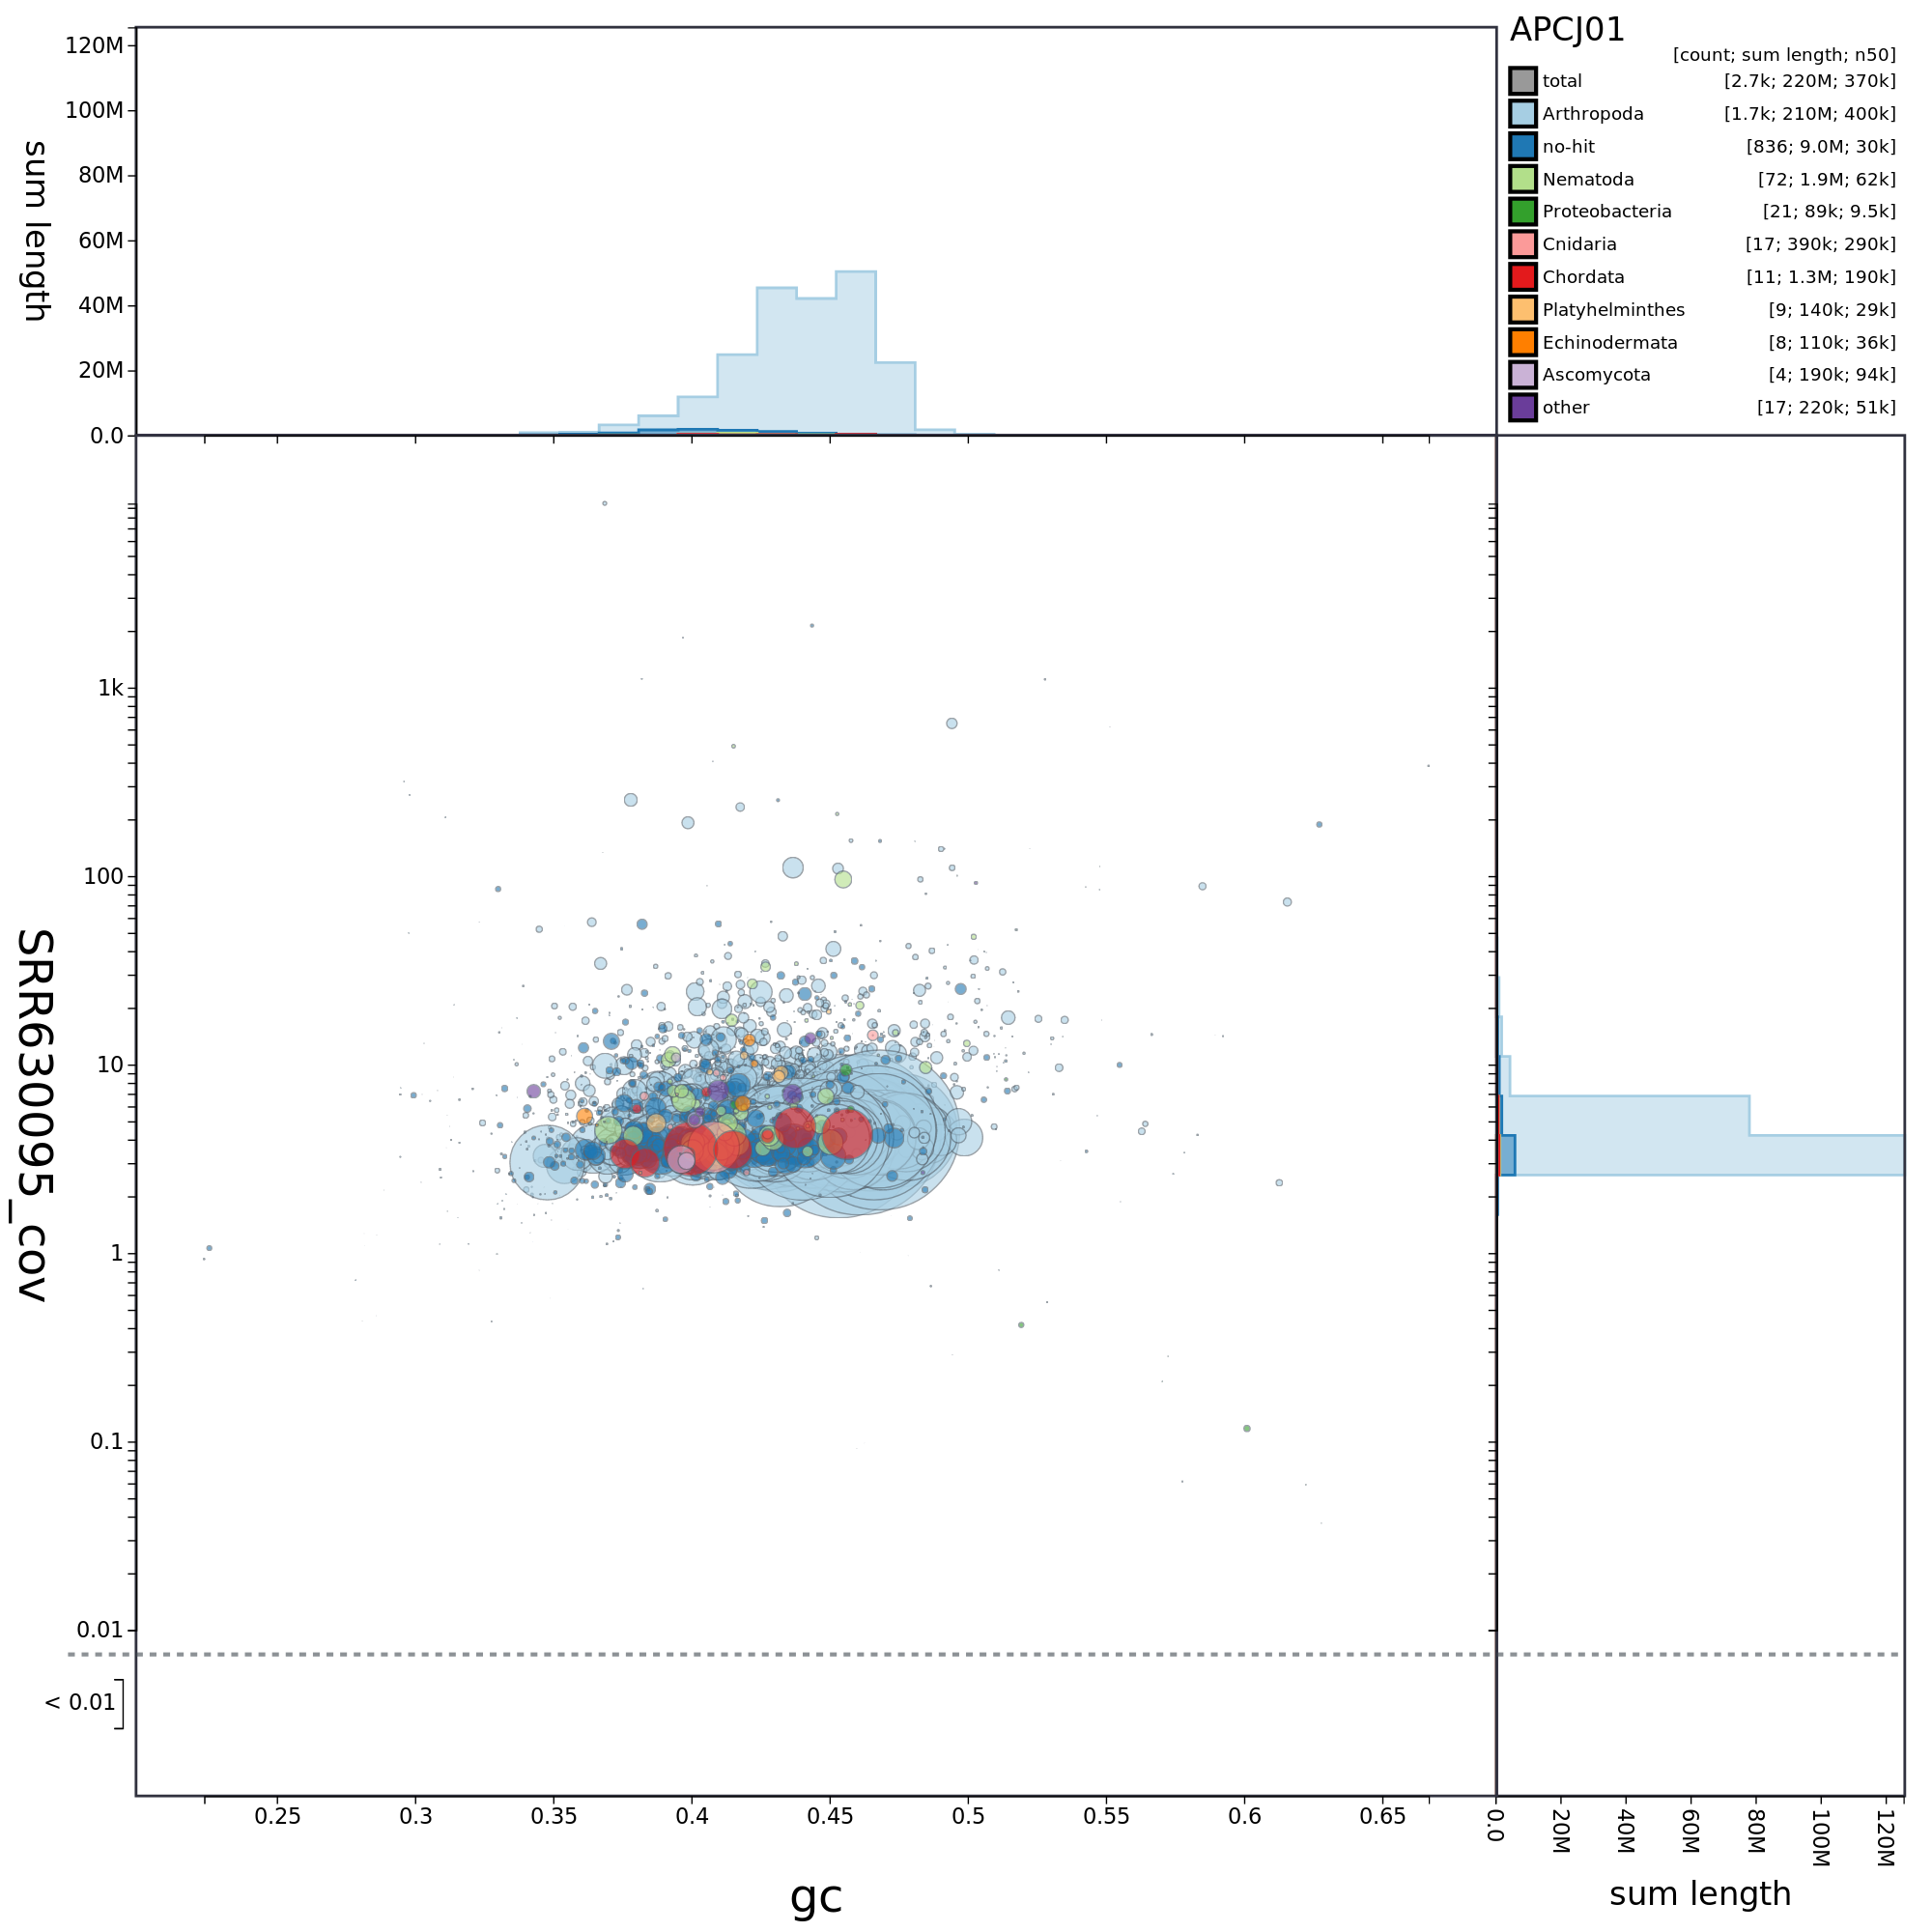 120M
100M
80M
60M
40M
20M
0.0
sum length
APCJ01
[count; sum length; n50]
total [2.7k; 220M; 370k]
Arthropoda [1.7k; 210M; 400k]
no-hit [836; 9.0M; 30k]
Nematoda [72; 1.9M; 62k]
Proteobacteria [21; 89k; 9.5k]
Cnidaria [17; 390k; 290k]
Chordata [11; 1.3M; 190k]
Platyhelminthes [9; 140k; 29k]
Echinodermata [8; 110k; 36k]
Ascomycota [4; 190k; 94k]
other [17; 220k; 51k]
1k
100
10
1
0.1
0.01
< 0.01
SRR630095_cov
0.25 0.3 0.35 0.4 0.45 0.5 0.55 0.6 0.65
gc
0.0 20M 40M 60M 80M 100M 120M
sum length